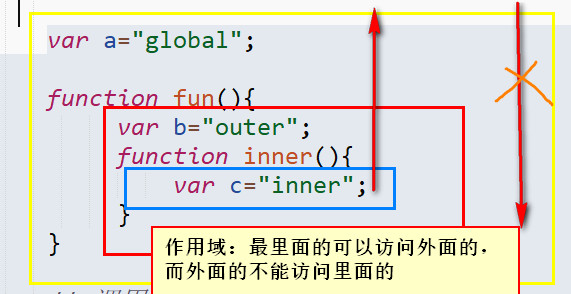 var a="global";
function fun(){
var b="outer";
function inner(){
var c="inner";
}
}
作用域：最里面的可以访问外面的，
而外面的不能访问里面的